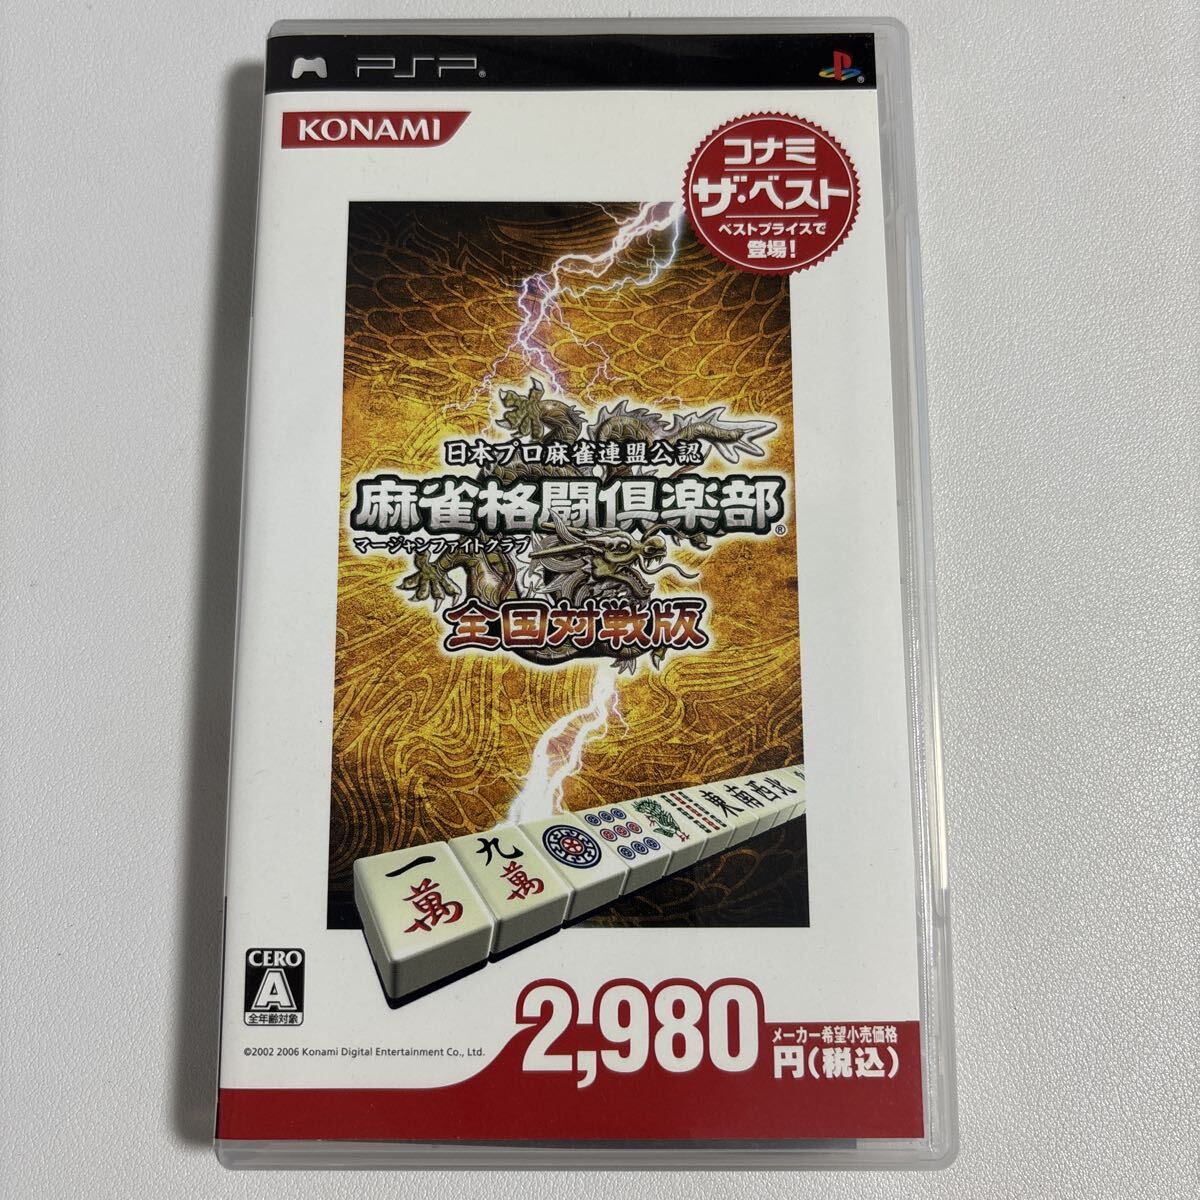 PSP
KONAMI
コナミ
ザ・ベスト
ベストプライスで
登場!
日本プロ麻雀連盟公認
麻雀格闘倶楽部®
マージャンファイトクラブ
全国対戦版
一萬
九萬
東 南 西 北
CERO
A
全年齢対象
©2002 2006 Konami Digital Entertainment Co., Ltd.
2,980
メーカー希望小売価格
円(税込)